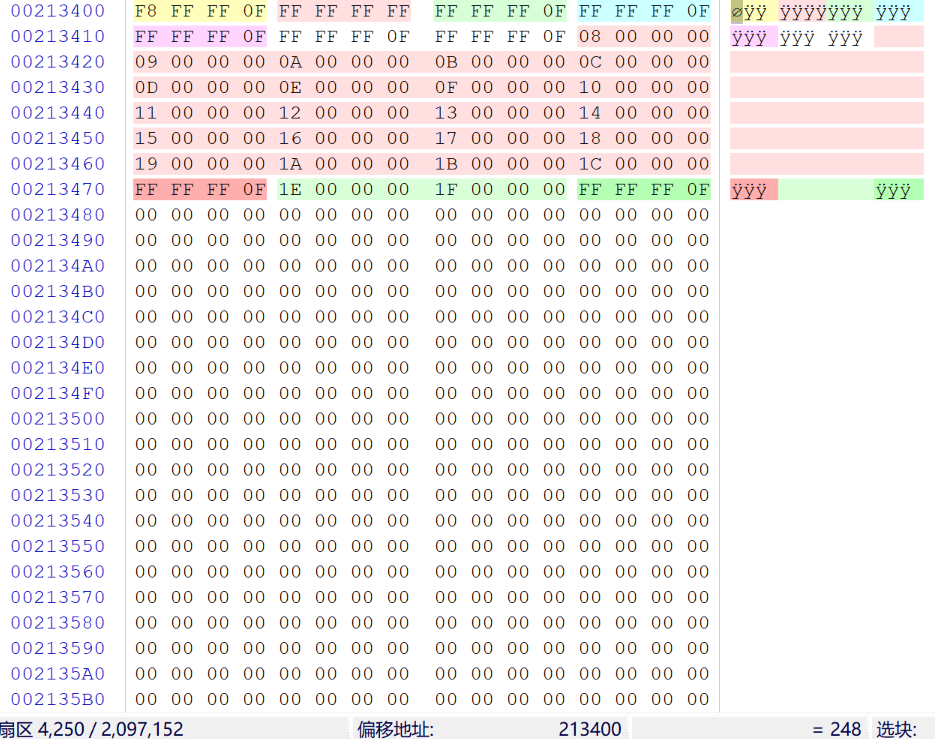 00213400 F8 FF FF 0F FF FF FF FF FF FF FF 0F FF FF FF 0F øÿÿ ÿÿÿÿÿÿÿ ÿÿÿ
00213410 FF FF FF 0F FF FF FF 0F FF FF FF 0F 08 00 00 00 ÿÿÿ ÿÿÿ ÿÿÿ
00213420 09 00 00 00 0A 00 00 00 0B 00 00 00 0C 00 00 00
00213430 0D 00 00 00 0E 00 00 00 0F 00 00 00 10 00 00 00
00213440 11 00 00 00 12 00 00 00 13 00 00 00 14 00 00 00
00213450 15 00 00 00 16 00 00 00 17 00 00 00 18 00 00 00
00213460 19 00 00 00 1A 00 00 00 1B 00 00 00 1C 00 00 00
00213470 FF FF FF 0F 1E 00 00 00 1F 00 00 00 FF FF FF 0F ÿÿÿ ÿÿÿ
00213480 00 00 00 00 00 00 00 00 00 00 00 00 00 00 00 00
00213490 00 00 00 00 00 00 00 00 00 00 00 00 00 00 00 00
002134A0 00 00 00 00 00 00 00 00 00 00 00 00 00 00 00 00
002134B0 00 00 00 00 00 00 00 00 00 00 00 00 00 00 00 00
002134C0 00 00 00 00 00 00 00 00 00 00 00 00 00 00 00 00
002134D0 00 00 00 00 00 00 00 00 00 00 00 00 00 00 00 00
002134E0 00 00 00 00 00 00 00 00 00 00 00 00 00 00 00 00
002134F0 00 00 00 00 00 00 00 00 00 00 00 00 00 00 00 00
00213500 00 00 00 00 00 00 00 00 00 00 00 00 00 00 00 00
00213510 00 00 00 00 00 00 00 00 00 00 00 00 00 00 00 00
00213520 00 00 00 00 00 00 00 00 00 00 00 00 00 00 00 00
00213530 00 00 00 00 00 00 00 00 00 00 00 00 00 00 00 00
00213540 00 00 00 00 00 00 00 00 00 00 00 00 00 00 00 00
00213550 00 00 00 00 00 00 00 00 00 00 00 00 00 00 00 00
00213560 00 00 00 00 00 00 00 00 00 00 00 00 00 00 00 00
00213570 00 00 00 00 00 00 00 00 00 00 00 00 00 00 00 00
00213580 00 00 00 00 00 00 00 00 00 00 00 00 00 00 00 00
00213590 00 00 00 00 00 00 00 00 00 00 00 00 00 00 00 00
002135A0 00 00 00 00 00 00 00 00 00 00 00 00 00 00 00 00
002135B0 00 00 00 00 00 00 00 00 00 00 00 00 00 00 00 00
扇区 4,250 / 2,097,152 偏移地址: 213400 = 248 选块: